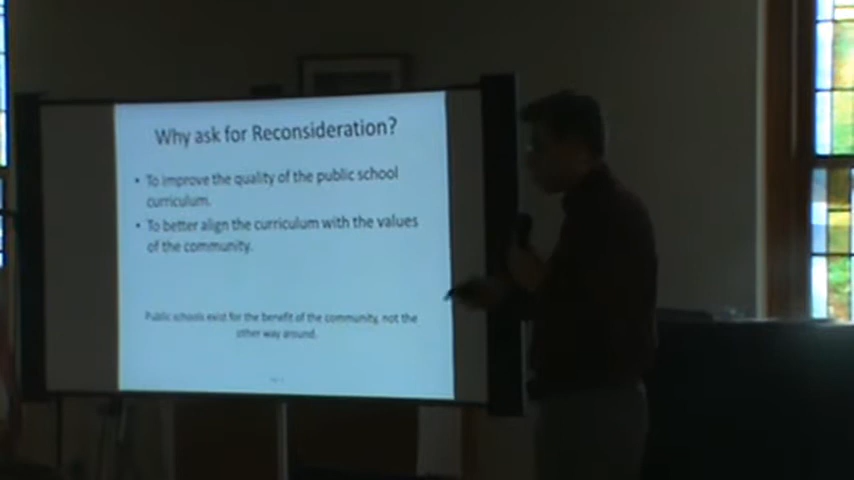 Why ask for Reconsideration?
• To improve the quality of the public school
curriculum.
• To better align the curriculum with the values
of the community.
Public schools exist for the benefit of the community, not the
other way around.